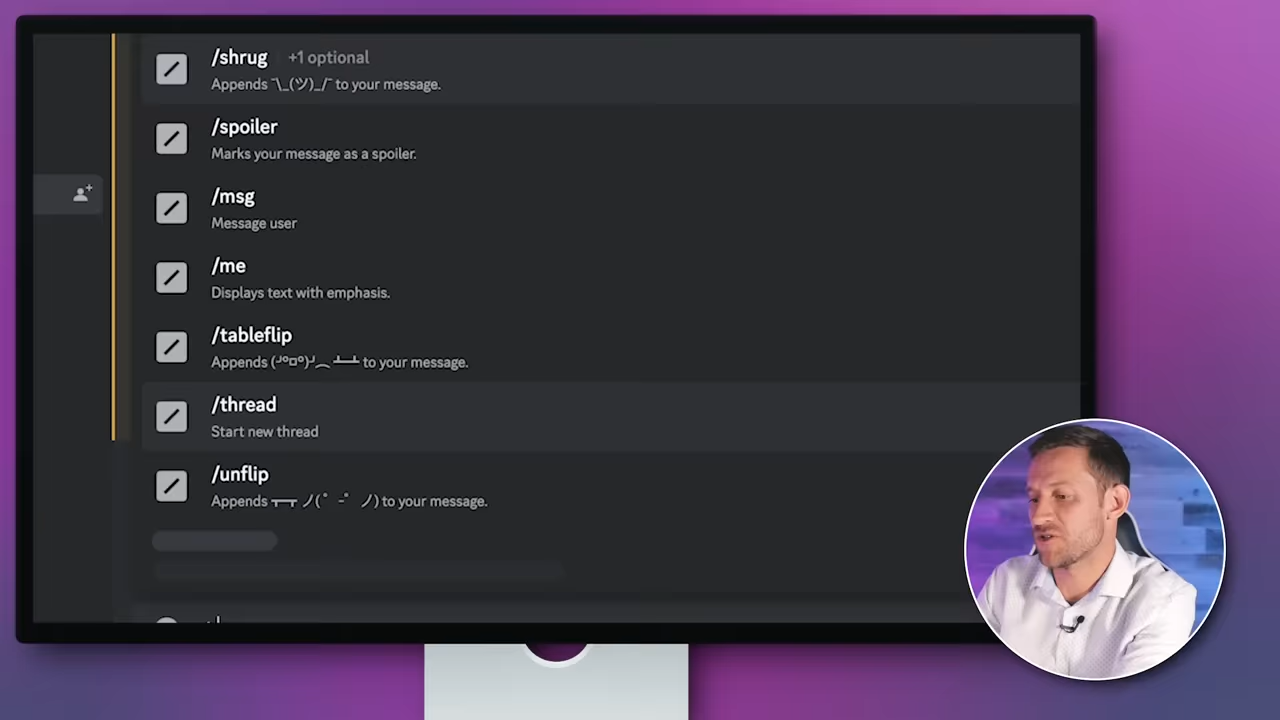 /shrug +1 optional
Appends ¯\_(ツ)_/¯ to your message.
/spoiler
Marks your message as a spoiler.
/msg
Message user
/me
Displays text with emphasis.
/tableflip
Appends (╯°□°)╯︵ ┻━┻ to your message.
/thread
Start new thread
/unflip
Appends ┬─┬ ノ( ゜-゜ノ) to your message.